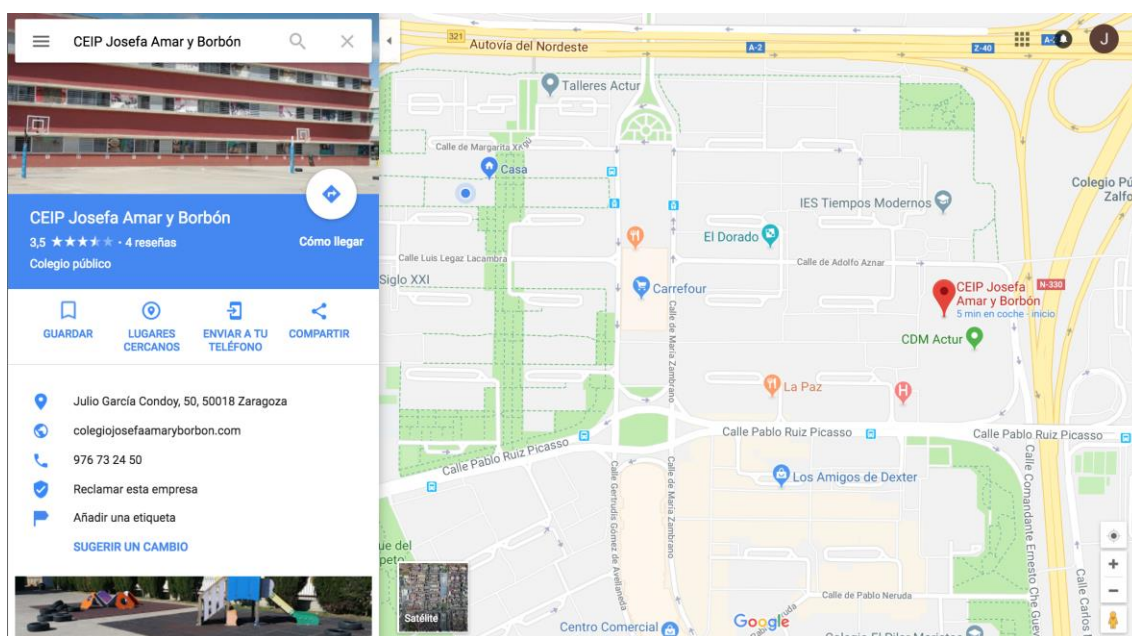 CEIP Josefa Amar y Borbón
CEIP Josefa Amar y Borbón
3,5 · 4 reseñas
Cómo llegar
Colegio público
GUARDAR
LUGARES
CERCANOS
ENVIAR A TU
TELÉFONO
COMPARTIR
Julio García Condoy, 50, 50018 Zaragoza
colegiojosefaamaryborbon.com
976 73 24 50
Reclamar esta empresa
Añadir una etiqueta
SUGERIR UN CAMBIO
321
Autovía del Nordeste
A-2
Z-40
J
Talleres Actur
Calle de Margarita
Casa
Colegio Pú
Zalfo
IES Tiempos Modernos
El Dorado
Calle Luis Legaz Lacambra
Calle de Adolfo Aznar
Siglo XXI
Carrefour
CEIP Josefa
Amar y Borbón
5 min en coche - inicio
N-330
CDM Actur
Calle de María Zambrano
La Paz
H
Calle Pablo Ruiz Picasso
Calle Pablo Ruiz Picasso
Calle Pablo Ruiz Picasso
Los Amigos de Dexter
Calle Gertrudis Gómez de Avellaneda
Calle de María Zambrano
Calle Comandante Ernesto Che Guev
Calle Carlos
ue del
peto
Satélite
Calle de Pablo Neruda
Centro Comercial
Google